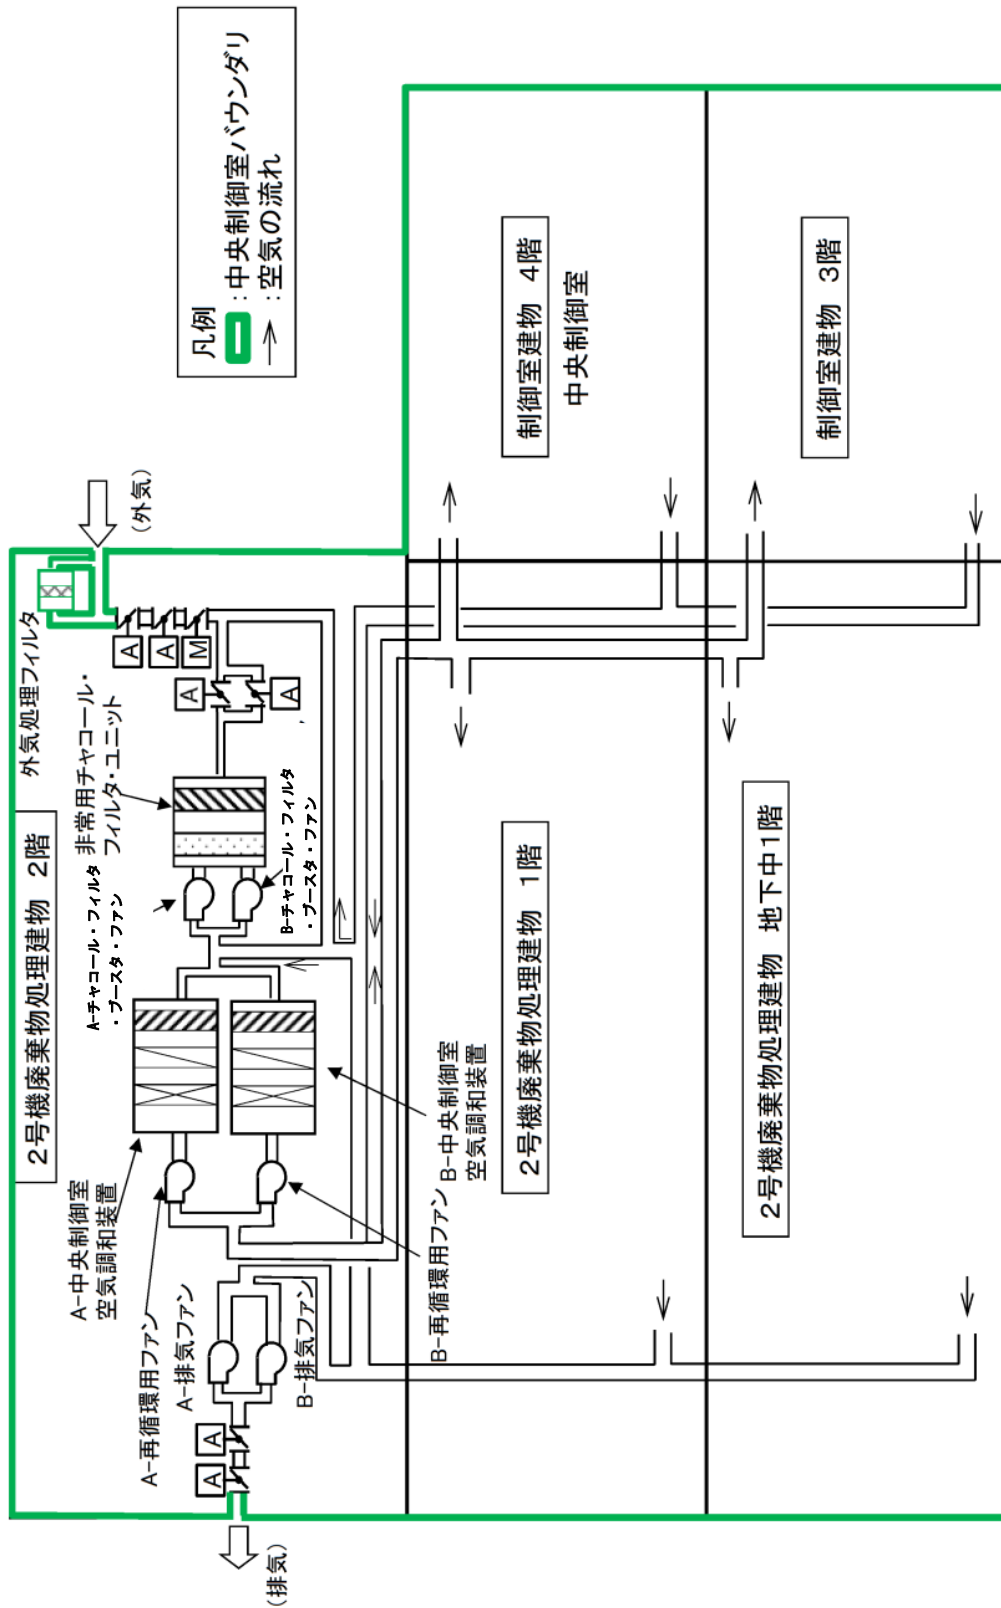 2号機廃棄物処理建物 2階
外気処理フィルタ
(外気)
凡例
:中央制御室バウンダリ
:空気の流れ
A-チャコール・フィルタ
・ブースタ・ファン
非常用チャコール・
フィルタ・ユニット
B-チャコール・フィルタ
・ブースタ・ファン
A
A
M
A
A
A-中央制御室
空気調和装置
A-再循環用ファン
A-排気ファン
B-排気ファン
B-再循環用ファン
B-中央制御室
空気調和装置
A
A
(排気)
2号機廃棄物処理建物 1階
制御室建物 4階
中央制御室
2号機廃棄物処理建物 地下中1階
制御室建物 3階